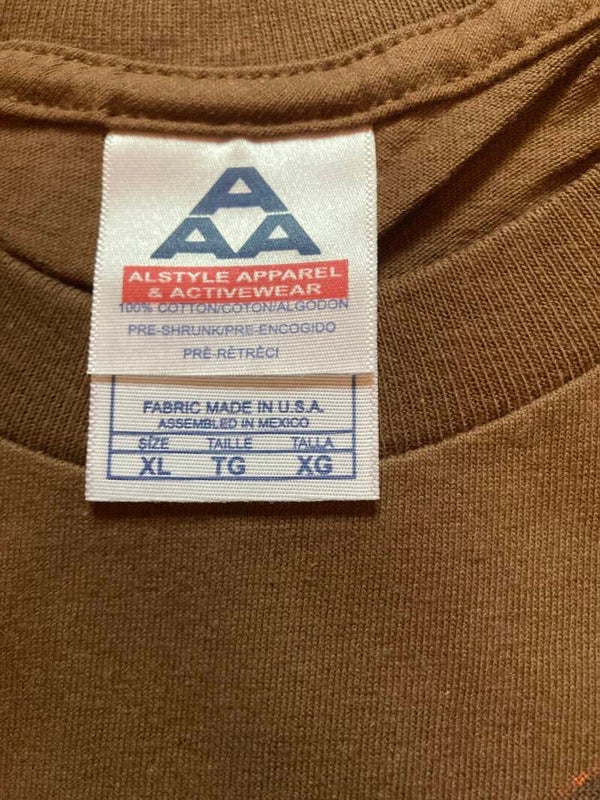 AAA
ALSTYLE APPAREL
& ACTIVEWEAR
100% COTTON/COTON/ALGODON
PRE-SHRUNK/PRE-ENCOGIDO
PRÉ-RÉTRÉCI
FABRIC MADE IN U.S.A.
ASSEMBLED IN MEXICO
SIZE TAILLE TALLA
XL TG XG